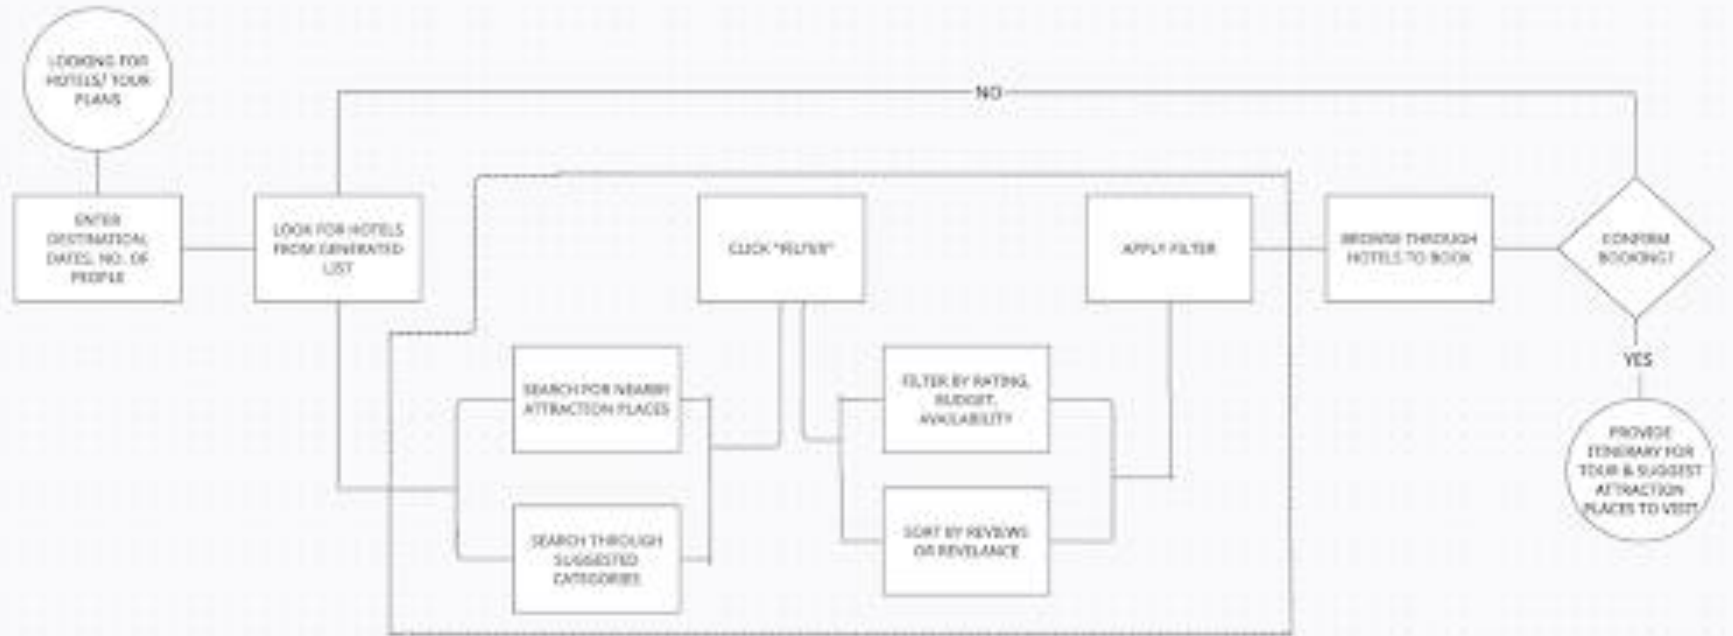 LOOKING FOR
HOTELS/ TOUR
PLANS
ENTER
DESTINATION,
DATES, NO. OF
PEOPLE
LOOK FOR HOTELS
FROM GENERATED
LIST
NO
CLICK "FILTER"
SEARCH FOR NEARBY
ATTRACTION PLACES
SEARCH THROUGH
SUGGESTED
CATEGORIES
FILTER BY RATING,
BUDGET,
AVAILABILITY
SORT BY REVIEWS
OR REVELANCE
APPLY FILTER
BROWSE THROUGH
HOTELS TO BOOK
CONFIRM
BOOKING?
YES
PROVIDE
ITINERARY FOR
TOUR & SUGGEST
ATTRACTION
PLACES TO VISIT